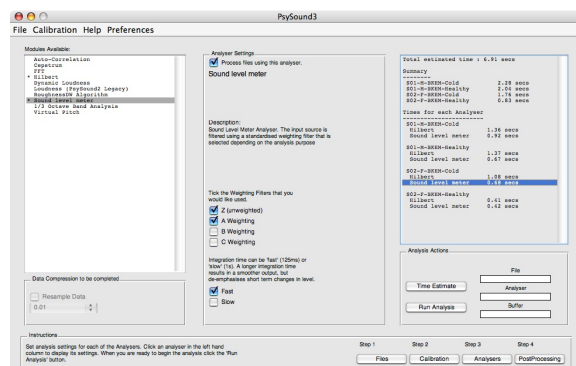 PsySound3
File Calibration Help Preferences
Modules Available:
Auto-Correlation
Cepstrum
FFT
* Hilbert
Dynamic Loudness
Loudness (PsySound2 Legacy)
RoughnessDW Algorithm
* Sound level meter
1/3 Octave Band Analysis
Virtual Pitch
Data Compression to be completed
Resample Data
0.01
Analyser Settings
Process files using this analyser.
Sound level meter
Description:
Sound Level Meter Analyser. The input source is
filtered using a standardised weighting filter that is
selected depending on the analysis purpose
Tick the Weighting Filters that you
would like used.
Z (unweighted)
A Weighting
B Weighting
C Weighting
Integration time can be 'fast' (125ms) or
'slow' (1s). A longer integration time
results in a smoother output, but
de-emphasises short term changes in level.
Fast
Slow
Total estimated time : 6.91 secs
Summary
--------
S01-M-BKEM-Cold 2.28 secs
S01-M-BKEM-Healthy 2.04 secs
S02-F-BKEM-Cold 1.76 secs
S02-F-BKEM-Healthy 0.83 secs
Times for each Analyser
-----------------------
S01-M-BKEM-Cold
Hilbert 1.36 secs
Sound level meter 0.92 secs
S01-M-BKEM-Healthy
Hilbert 1.37 secs
Sound level meter 0.67 secs
S02-F-BKEM-Cold
Hilbert 1.08 secs
Sound level meter 0.68 secs
S02-F-BKEM-Healthy
Hilbert 0.41 secs
Sound level meter 0.42 secs
Analysis Actions
File
Time Estimate
Analyser
Run Analysis
Buffer
Instructions
Set analysis settings for each of the Analysers. Click an analyser in the left hand
column to display its settings. When you are ready to begin the analysis click the 'Run
Analysis' button.
Step 1 Step 2 Step 3 Step 4
Files Calibration Analysers PostProcessing